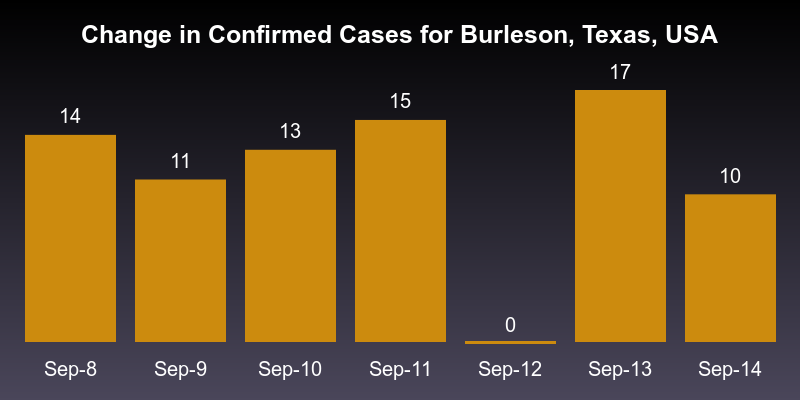 Change in Confirmed Cases for Burleson, Texas, USA
14
11
13
15
0
17
10
Sep-8
Sep-9
Sep-10
Sep-11
Sep-12
Sep-13
Sep-14